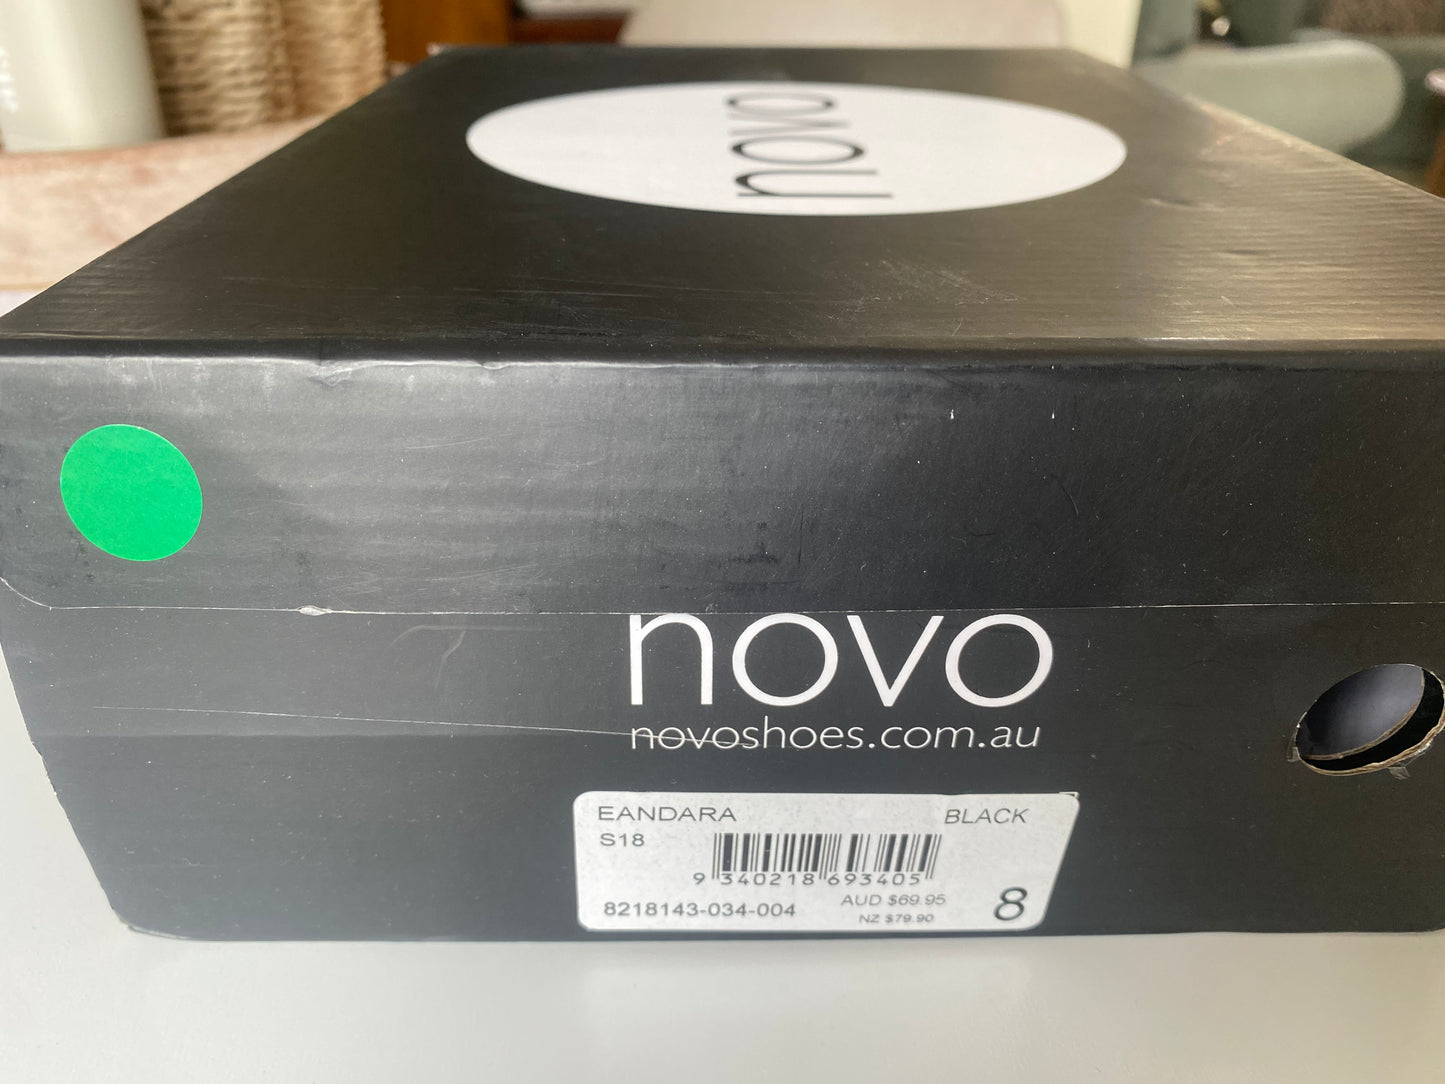 novo
novo
novoshoes.com.au
EANDARA BLACK
S18
9 340218 693405
8218143-034-004 AUD $69.95 8
NZ $79.90